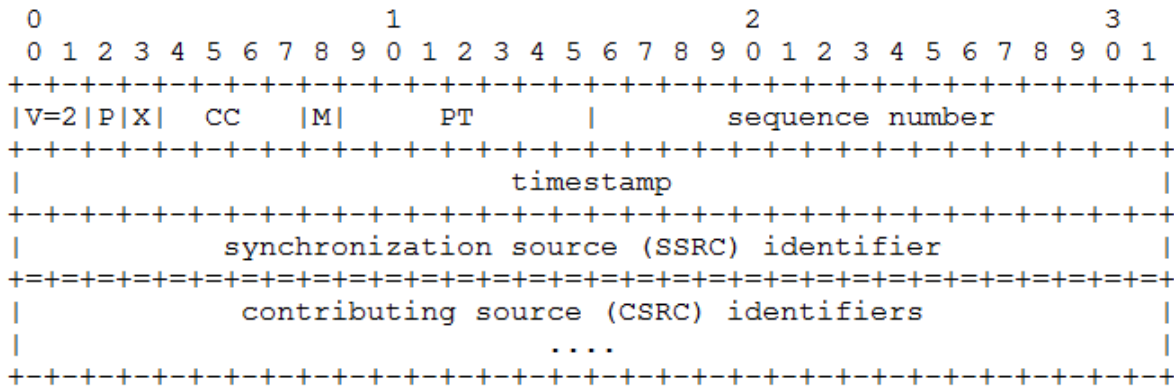 0                   1                   2                   3
 0 1 2 3 4 5 6 7 8 9 0 1 2 3 4 5 6 7 8 9 0 1 2 3 4 5 6 7 8 9 0 1
+-+-+-+-+-+-+-+-+-+-+-+-+-+-+-+-+-+-+-+-+-+-+-+-+-+-+-+-+-+-+-+-+
|V=2|P|X|  CC   |M|     PT      |       sequence number         |
+-+-+-+-+-+-+-+-+-+-+-+-+-+-+-+-+-+-+-+-+-+-+-+-+-+-+-+-+-+-+-+-+
|                           timestamp                           |
+-+-+-+-+-+-+-+-+-+-+-+-+-+-+-+-+-+-+-+-+-+-+-+-+-+-+-+-+-+-+-+-+
|           synchronization source (SSRC) identifier            |
+=+=+=+=+=+=+=+=+=+=+=+=+=+=+=+=+=+=+=+=+=+=+=+=+=+=+=+=+=+=+=+=+
|            contributing source (CSRC) identifiers             |
|                             ....                              |
+-+-+-+-+-+-+-+-+-+-+-+-+-+-+-+-+-+-+-+-+-+-+-+-+-+-+-+-+-+-+-+-+